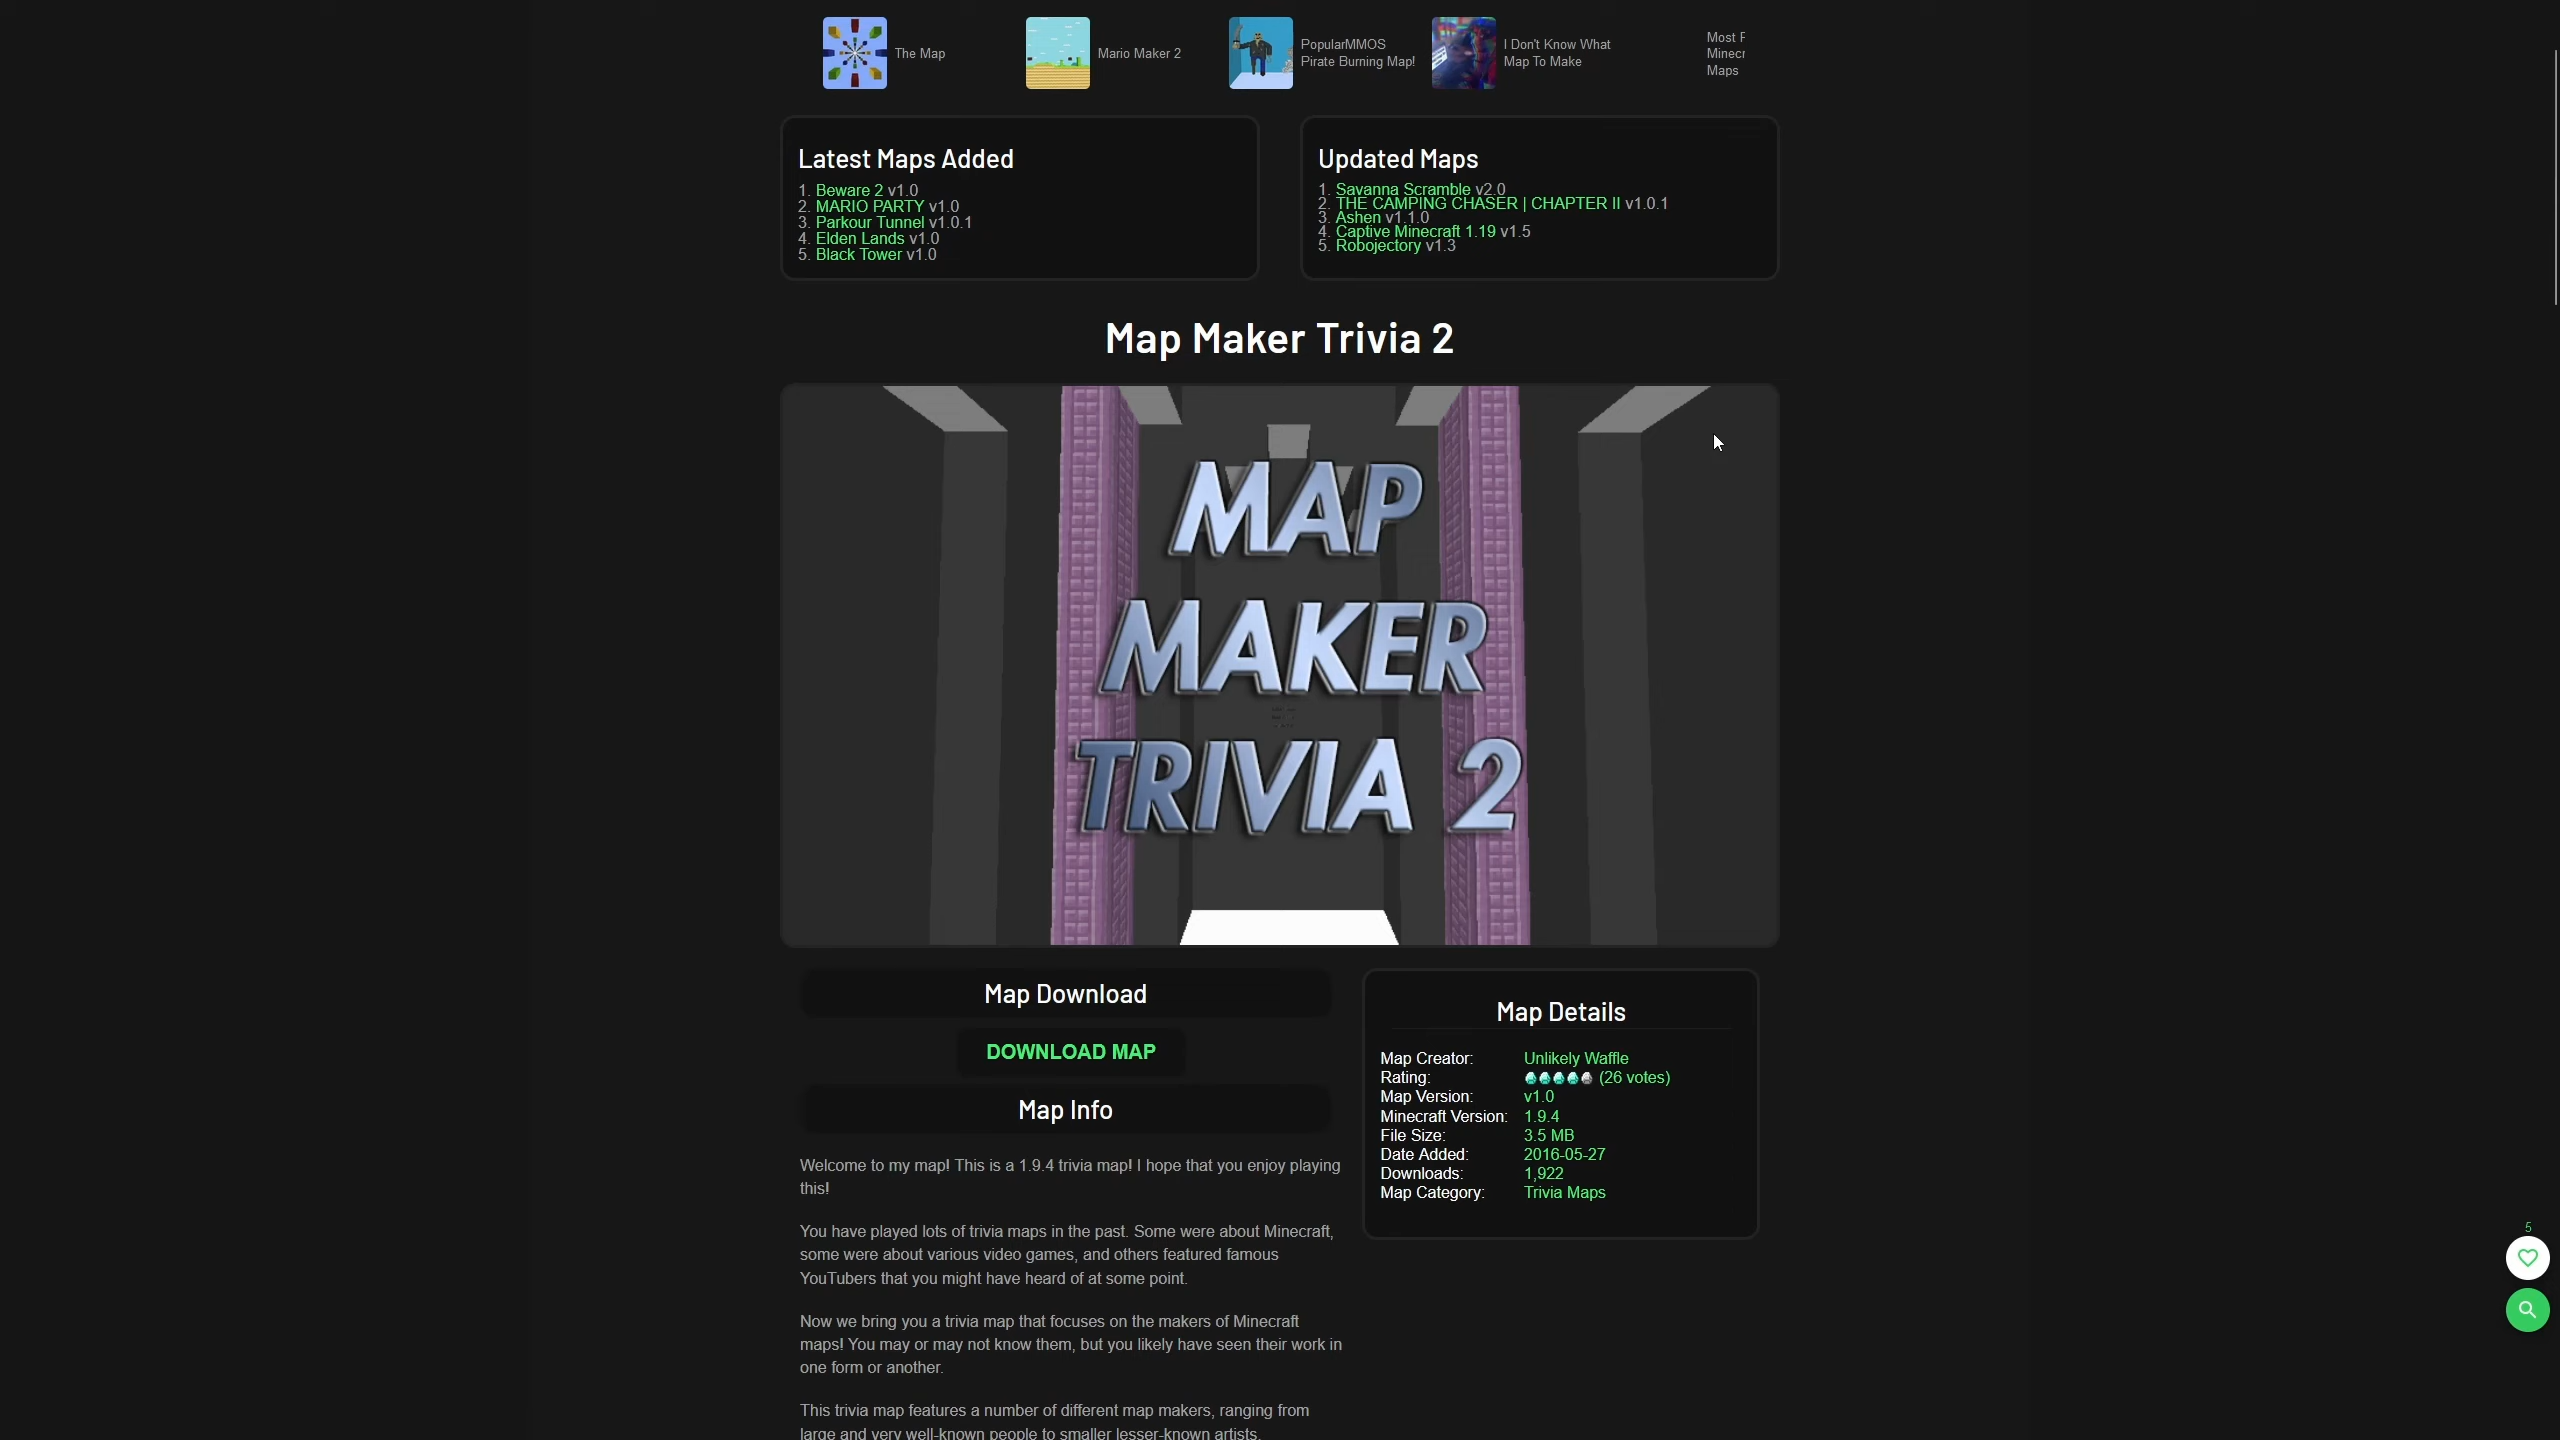 The Map
Mario Maker 2
PopularMMOS
Pirate Burning Map!
I Don't Know What
Map To Make
Most
Minecr
Maps
Latest Maps Added
1. Beware 2 v1.0
2. MARIO PARTY v1.0
3. Parkour Tunnel v1.0.1
4. Elden Lands v1.0
5. Black Tower v1.0
Updated Maps
1. Savanna Scramble v2.0
2. THE CAMPING CHASER | CHAPTER II v1.0.1
3. Ashen v1.1.0
4. Captive Minecraft 1.19 v1.5
5. Robojectory v1.3
Map Maker Trivia 2
MAP
MAKER
TRIVIA 2
Map Download
DOWNLOAD MAP
Map Info
Welcome to my map! This is a 1.9.4 trivia map! I hope that you enjoy playing
this!
You have played lots of trivia maps in the past. Some were about Minecraft,
some were about various video games, and others featured famous
YouTubers that you might have heard of at some point.
Now we bring you a trivia map that focuses on the makers of Minecraft
maps! You may or may not know them, but you likely have seen their work in
one form or another.
This trivia map features a number of different map makers, ranging from
large and very well-known people to smaller lesser-known artists.
Map Details
Map Creator: Unlikely Waffle
Rating: (26 votes)
Map Version: v1.0
Minecraft Version: 1.9.4
File Size: 3.5 MB
Date Added: 2016-05-27
Downloads: 1,922
Map Category: Trivia Maps
5